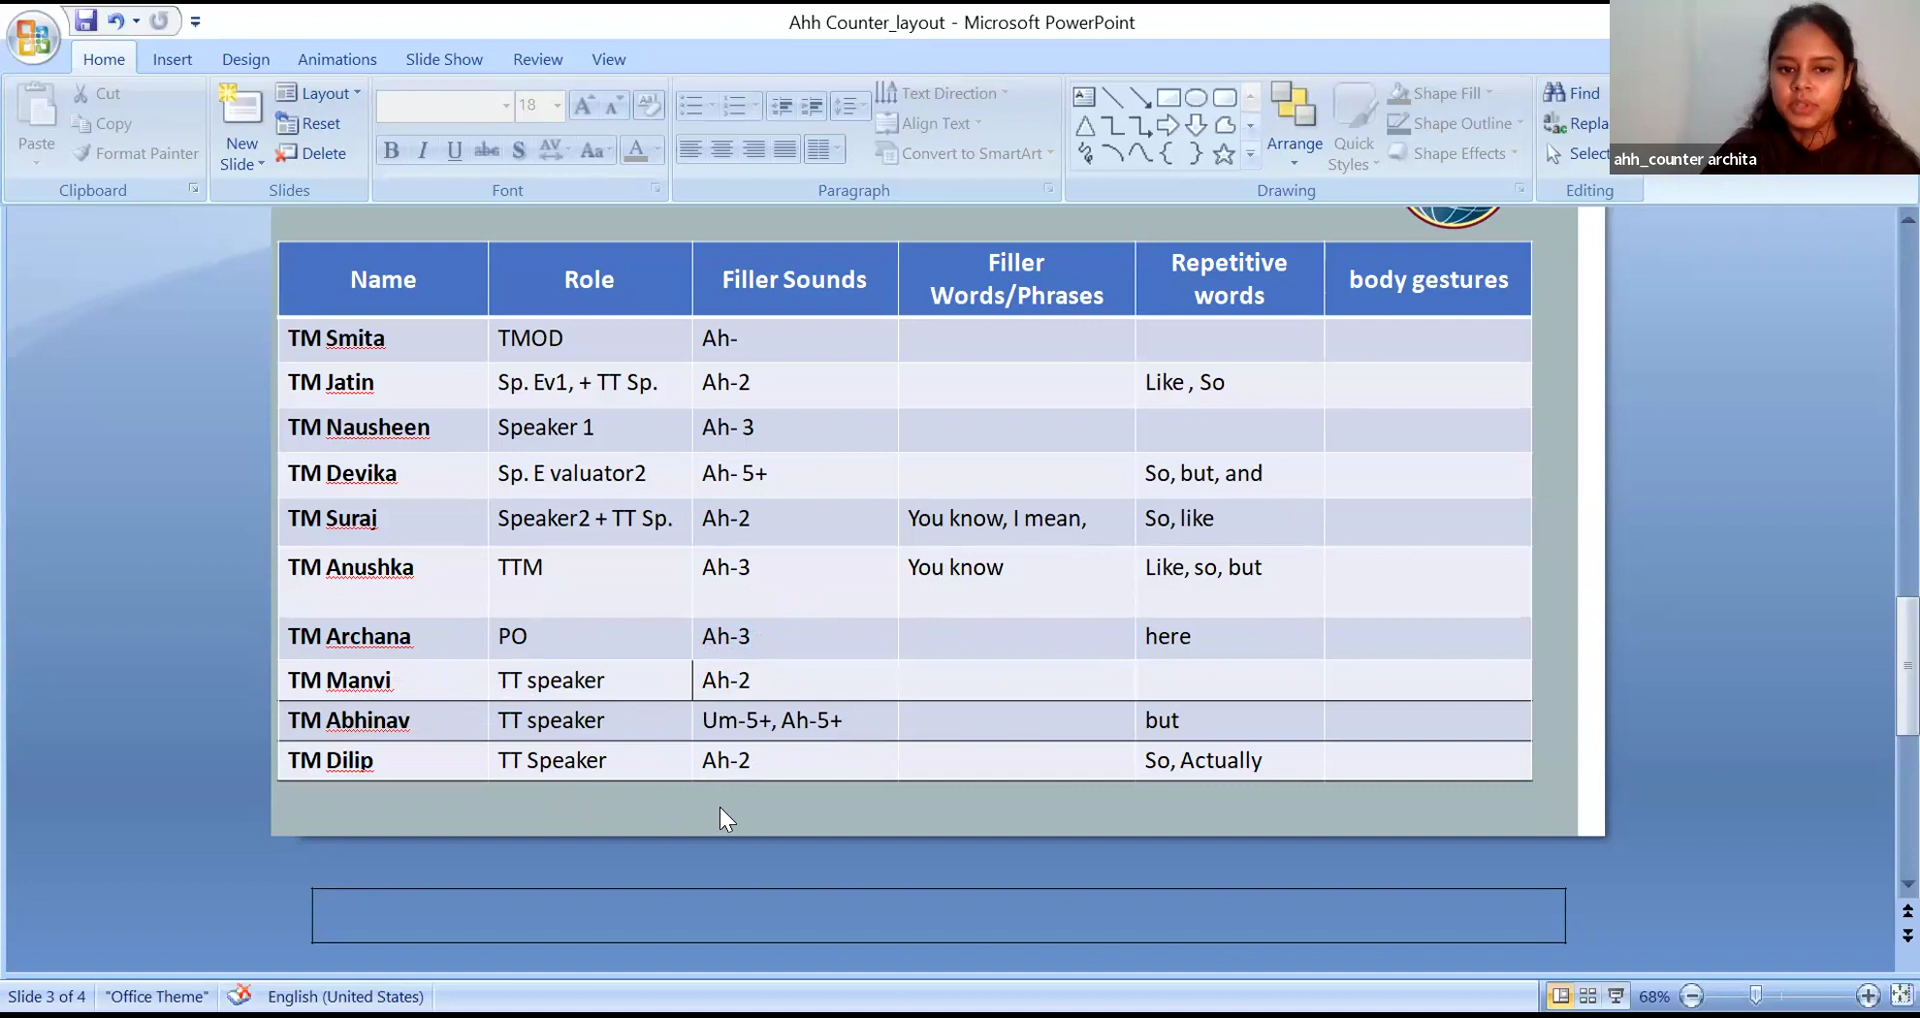 Ahh Counter_layout - Microsoft PowerPoint
Home Insert Design Animations Slide Show Review View
Paste
Cut
Copy
Format Painter
Clipboard
New Slide
Layout
Reset
Delete
Slides
18
B I U abc S AV Aa A
Font
Text Direction
Align Text
Convert to SmartArt
Paragraph
Arrange
Quick Styles
Shape Fill
Shape Outline
Shape Effects
Drawing
Find
Repla
Select
Editing
ahh_counter archita
Name Role Filler Sounds Filler Words/Phrases Repetitive words body gestures
TM Smita TMOD Ah-
TM Jatin Sp. Ev1, + TT Sp. Ah-2 Like , So
TM Nausheen Speaker 1 Ah- 3
TM Devika Sp. E valuator2 Ah- 5+ So, but, and
TM Suraj Speaker2 + TT Sp. Ah-2 You know, I mean, So, like
TM Anushka TTM Ah-3 You know Like, so, but
TM Archana PO Ah-3 here
TM Manvi TT speaker Ah-2
TM Abhinav TT speaker Um-5+, Ah-5+ but
TM Dilip TT Speaker Ah-2 So, Actually
Slide 3 of 4 "Office Theme" English (United States) 68%